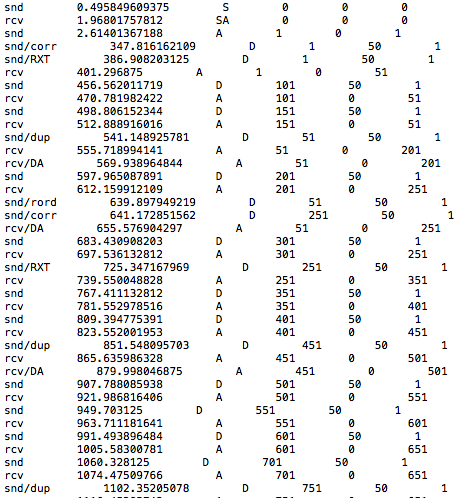 snd 0.495849609375 S 0 0 0
rcv 1.96801757812 SA 0 0 0
snd 2.61401367188 A 1 0 1
snd/corr 347.816162109 D 1 50 1
snd/RXT 386.908203125 D 1 50 1
rcv 401.296875 A 1 0 51
snd 456.562011719 D 101 50 1
rcv 470.781982422 A 101 0 51
snd 498.806152344 D 151 50 1
rcv 512.888916016 A 151 0 51
snd/dup 541.148925781 D 51 50 1
rcv 555.718994141 A 51 0 201
rcv/DA 569.938964844 A 51 0 201
snd 597.965087891 D 201 50 1
rcv 612.159912109 A 201 0 251
snd/rord 639.897949219 D 51 50 1
snd/corr 641.172851562 D 251 50 1
rcv/DA 655.576904297 A 51 0 251
snd 683.430908203 D 301 50 1
rcv 697.536132812 A 301 0 251
snd/RXT 725.347167969 D 251 50 1
rcv 739.550048828 A 251 0 351
snd 767.411132812 D 351 50 1
rcv 781.552978516 A 351 0 401
snd 809.394775391 D 401 50 1
rcv 823.552001953 A 401 0 451
snd/dup 851.548095703 D 451 50 1
rcv 865.635986328 A 451 0 501
rcv/DA 879.998046875 A 451 0 501
snd 907.788085938 D 501 50 1
rcv 921.986816406 A 501 0 551
snd 949.703125 D 551 50 1
rcv 963.711181641 A 551 0 601
snd 991.493896484 D 601 50 1
rcv 1005.58300781 A 601 0 651
snd 1060.328125 D 701 50 1
rcv 1074.47509766 A 701 0 651
snd/dup 1102.35205078 D 751 50 1